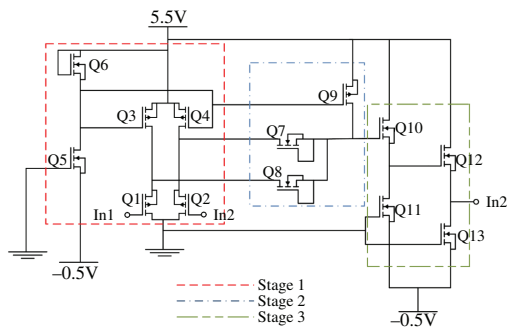 5.5V
Q6
Q9
Q3
Q4
Q7
Q10
Q5
Q8
Q12
Q1
Q2
Q11
In1
In2
In2
Q13
-0.5V
-0.5V
Stage 1
Stage 2
Stage 3